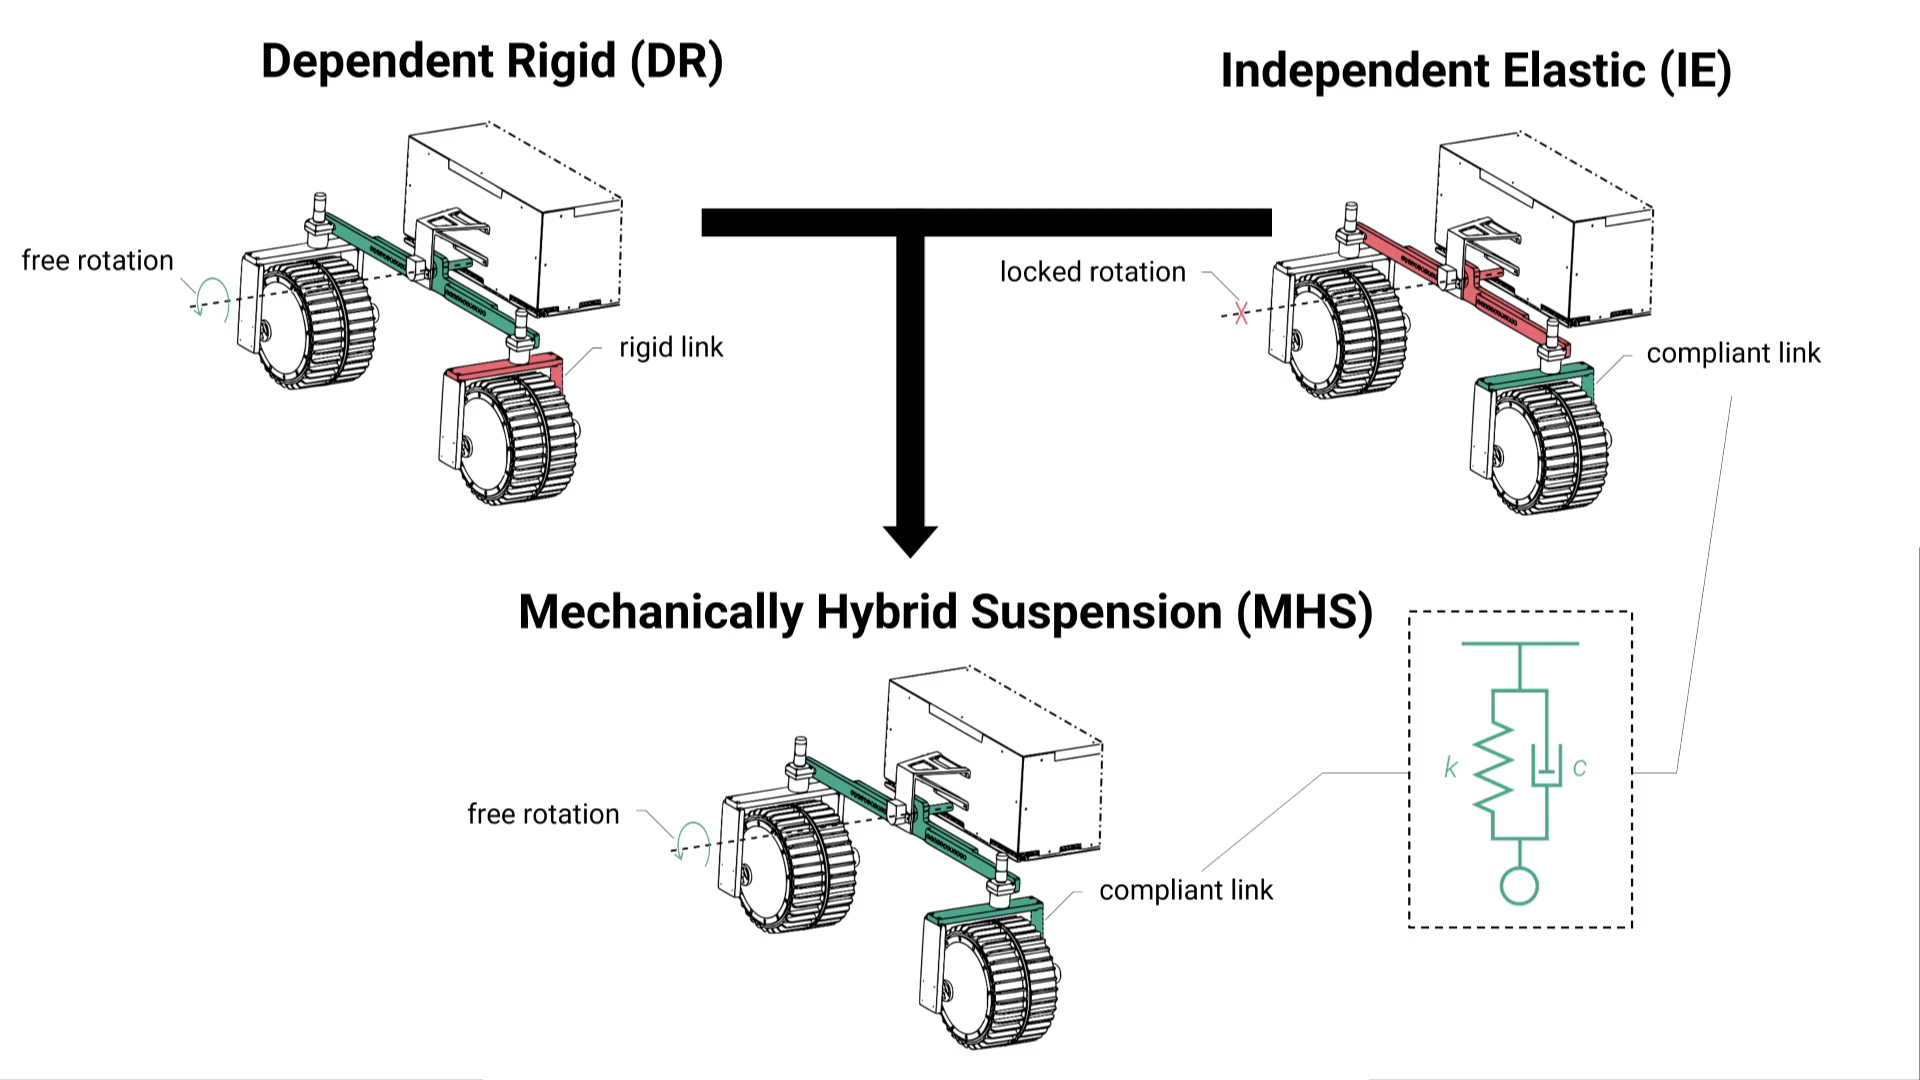 Dependent Rigid (DR)
Independent Elastic (IE)
free rotation
rigid link
locked rotation
compliant link
Mechanically Hybrid Suspension (MHS)
free rotation
compliant link
k
c